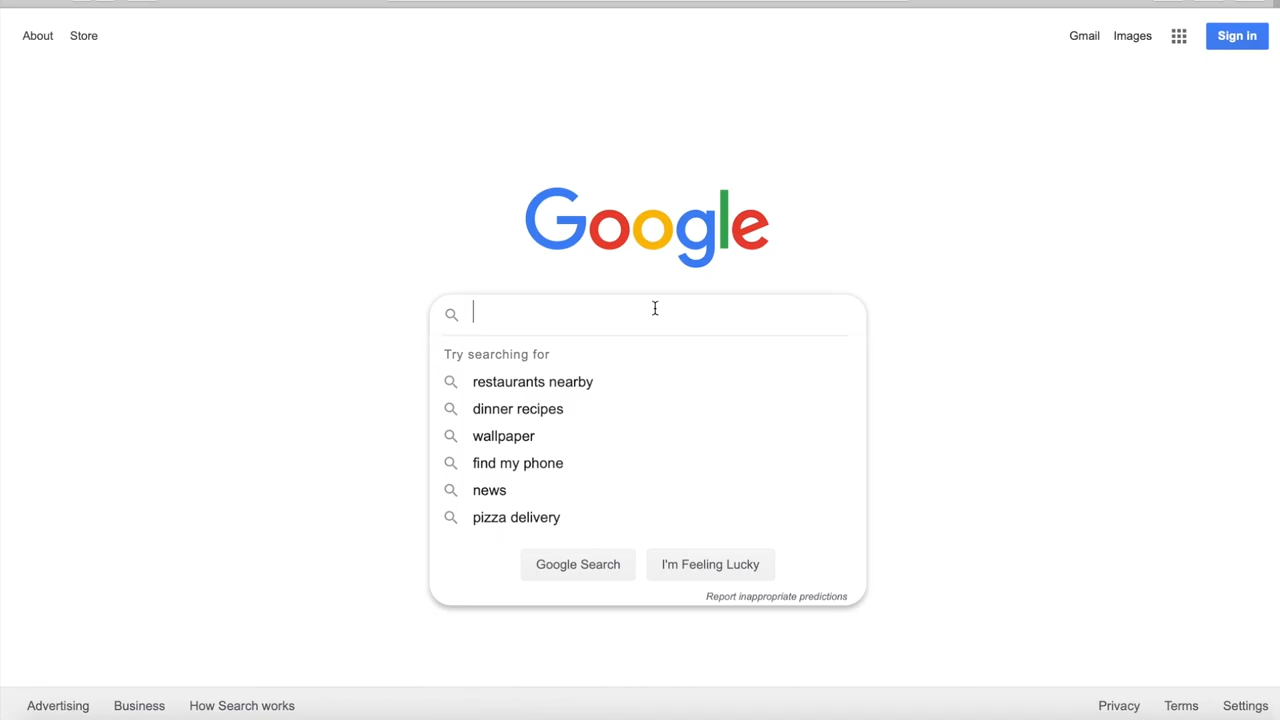 About Store Gmail Images Sign in
Google
Try searching for
restaurants nearby
dinner recipes
wallpaper
find my phone
news
pizza delivery
Google Search I'm Feeling Lucky
Report inappropriate predictions
Advertising Business How Search works Privacy Terms Settings